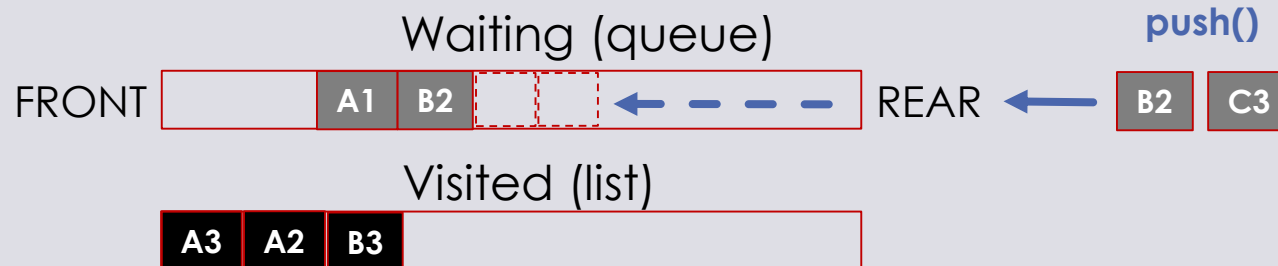 Waiting (queue)
push()
FRONT A1 B2 REAR B2 C3
Visited (list)
A3 A2 B3